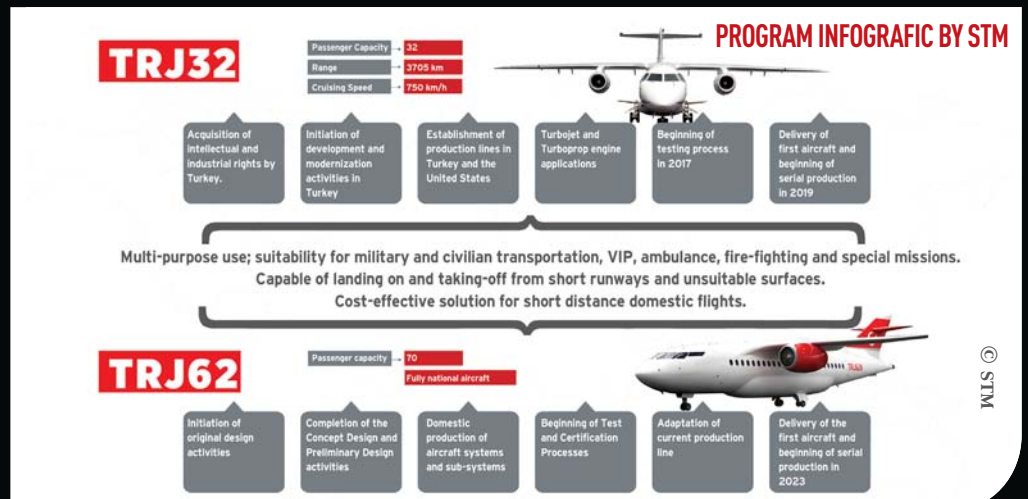 PROGRAM INFOGRAFIC BY STM
TRJ32
Passenger Capacity 32
Range 3705 km
Cruising Speed 750 km/h
Acquisition of
intellectual and
industrial rights by
Turkey.
Initiation of
development and
modernization
activities in
Turkey
Establishment of
production lines in
Turkey and the
United States
Turbojet and
Turboprop engine
applications
Beginning of
testing process
in 2017
Delivery of
first aircraft and
beginning of
serial production
in 2019
Multi-purpose use; suitability for military and civilian transportation, VIP, ambulance, fire-fighting and special missions.
Capable of landing on and taking-off from short runways and unsuitable surfaces.
Cost-effective solution for short distance domestic flights.
TRJ62
Passenger capacity 70
Fully national aircraft
Initiation of
original design
activities
Completion of the
Concept Design and
Preliminary Design
activities
Domestic
production of
aircraft systems
and sub-systems
Beginning of Test
and Certification
Processes
Adaptation of
current production
line
Delivery of the
first aircraft and
beginning of serial
production in
2023
© STM